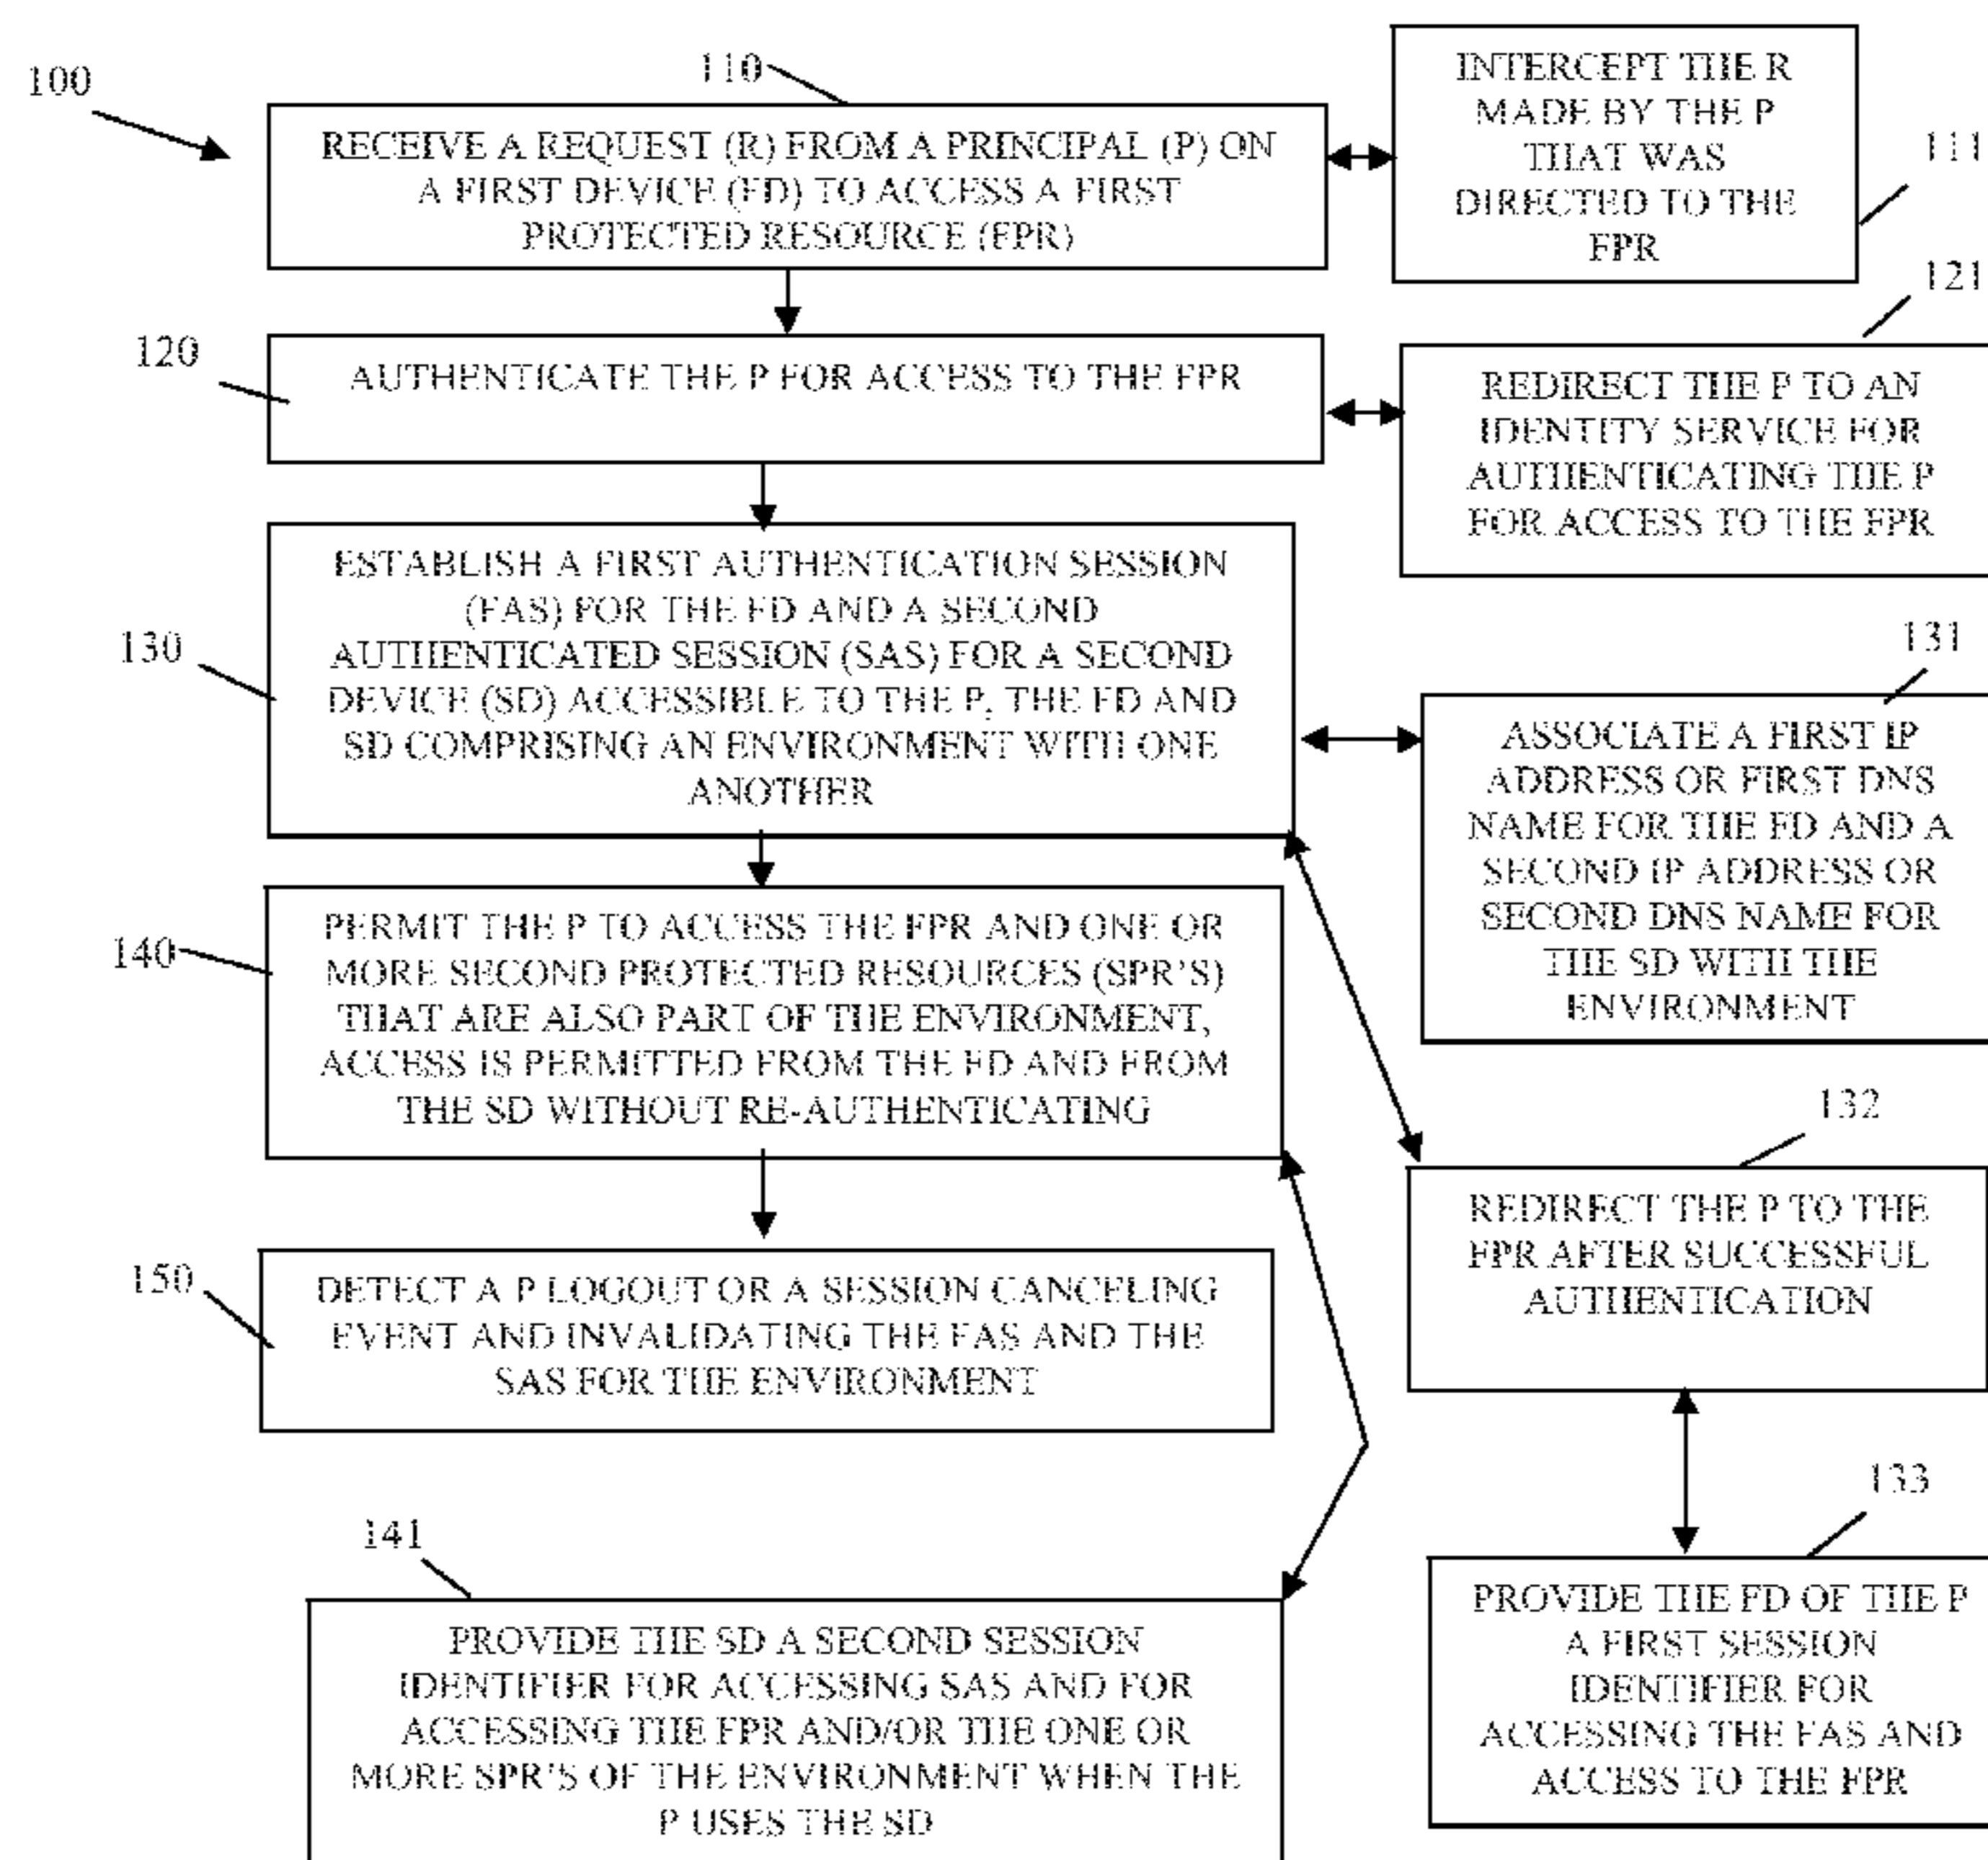 100
110
RECEIVE A REQUEST (R) FROM A PRINCIPAL (P) ON
A FIRST DEVICE (FD) TO ACCESS A FIRST
PROTECTED RESOURCE (FPR)
INTERCEPT THE R
MADE BY THE P
THAT WAS
DIRECTED TO THE
FPR
111
120
AUTHENTICATE THE P FOR ACCESS TO THE FPR
121
REDIRECT THE P TO AN
IDENTITY SERVICE FOR
AUTHENTICATING THE P
FOR ACCESS TO THE FPR
130
ESTABLISH A FIRST AUTHENTICATION SESSION
(FAS) FOR THE FD AND A SECOND
AUTHENTICATED SESSION (SAS) FOR A SECOND
DEVICE (SD) ACCESSIBLE TO THE P, THE FD AND
SD COMPRISING AN ENVIRONMENT WITH ONE
ANOTHER
131
ASSOCIATE A FIRST IP
ADDRESS OR FIRST DNS
NAME FOR THE FD AND A
SECOND IP ADDRESS OR
SECOND DNS NAME FOR
THE SD WITH THE
ENVIRONMENT
140
PERMIT THE P TO ACCESS THE FPR AND ONE OR
MORE SECOND PROTECTED RESOURCES (SPR'S)
THAT ARE ALSO PART OF THE ENVIRONMENT,
ACCESS IS PERMITTED FROM THE FD AND FROM
THE SD WITHOUT RE-AUTHENTICATING
132
REDIRECT THE P TO THE
FPR AFTER SUCCESSFUL
AUTHENTICATION
150
DETECT A P LOGOUT OR A SESSION CANCELING
EVENT AND INVALIDATING THE FAS AND THE
SAS FOR THE ENVIRONMENT
133
PROVIDE THE FD OF THE P
A FIRST SESSION
IDENTIFIER FOR
ACCESSING THE FAS AND
ACCESS TO THE FPR
141
PROVIDE THE SD A SECOND SESSION
IDENTIFIER FOR ACCESSING SAS AND FOR
ACCESSING THE FPR AND/OR THE ONE OR
MORE SPR'S OF THE ENVIRONMENT WHEN THE
P USES THE SD